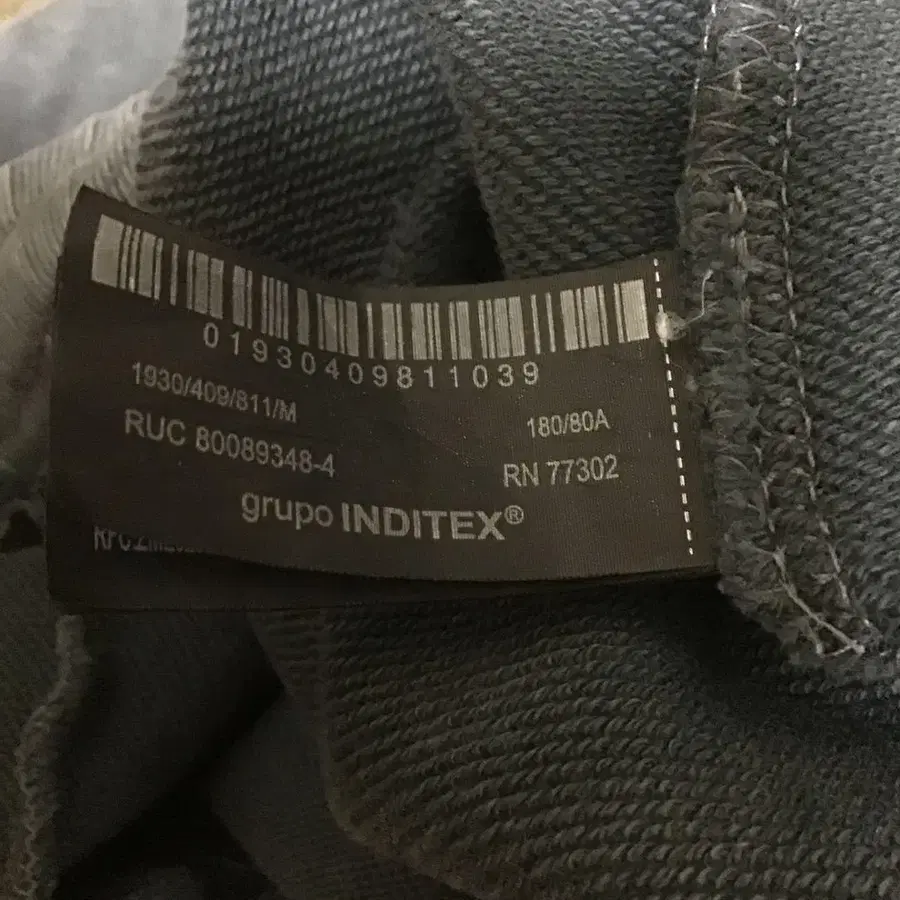 01930409811039
1930/409/811/M
180/80A
RUC 80089348-4
RN 77302
grupo INDITEX®